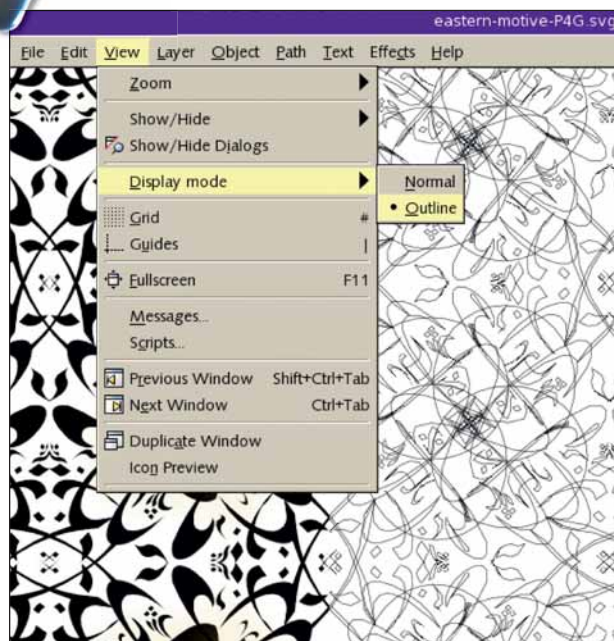 eastern-motive-P4G.svg
File Edit View Layer Object Path Text Effects Help
Zoom
Show/Hide
Show/Hide Dialogs
Display mode
Normal
Outline
Grid #
Guides |
Fullscreen F11
Messages...
Scripts...
Previous Window Shift+Ctrl+Tab
Next Window Ctrl+Tab
Duplicate Window
Icon Preview